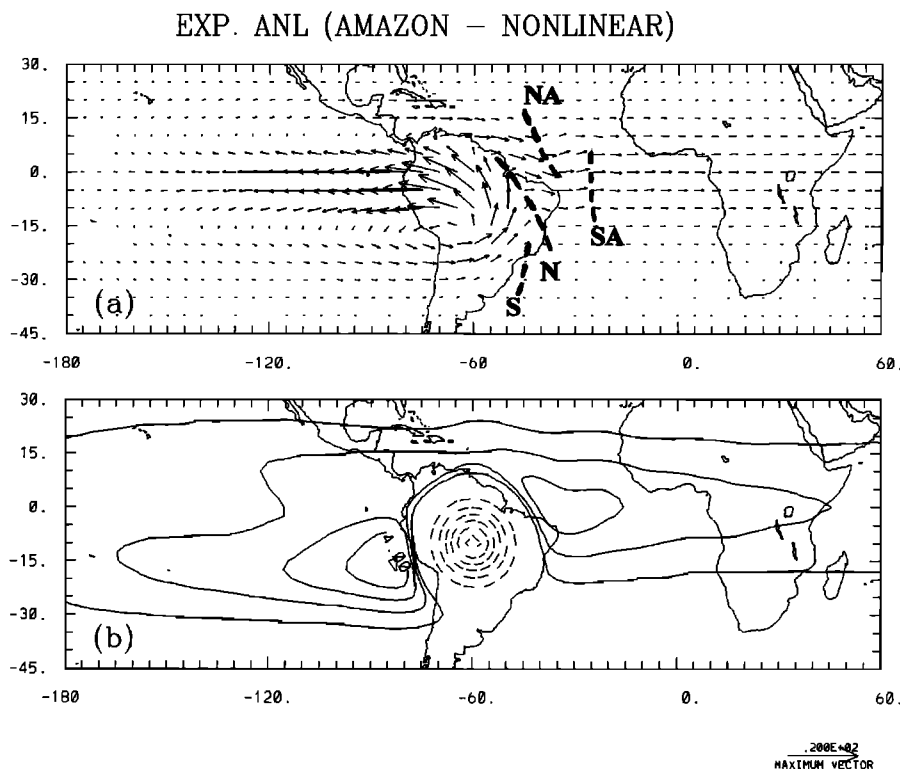 EXP. ANL (AMAZON – NONLINEAR)
30.
15.
0.
-15.
-30.
-45.
NA
SA
N
S
(a)
-180
-120.
-60.
0.
60.
30.
15.
0.
-15.
-30.
-45.
(b)
-180
-120.
-60.
0.
60.
.200E+02
MAXIMUM VECTOR